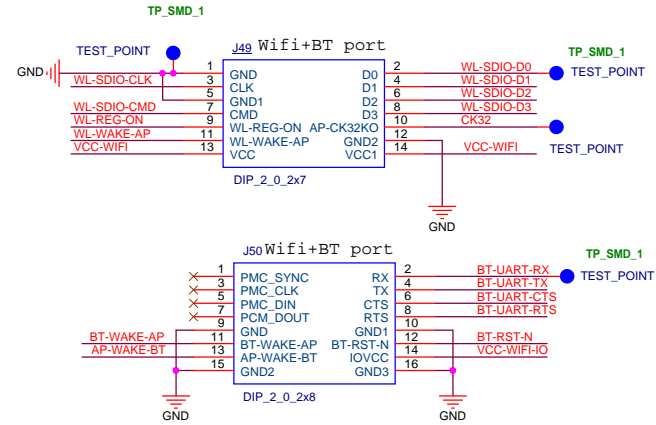 TP_SMD_1
TEST_POINT
J49 Wifi+BT port
TP_SMD_1
GND
1 GND D0 2 WL-SDIO-D0 TEST_POINT
WL-SDIO-CLK 3 CLK D1 4 WL-SDIO-D1
5 GND1 D2 6 WL-SDIO-D2
WL-SDIO-CMD 7 CMD D3 8 WL-SDIO-D3
WL-REG-ON 9 WL-REG-ON AP-CK32KO 10 CK32
WL-WAKE-AP 11 WL-WAKE-AP GND2 12
VCC-WIFI 13 VCC VCC1 14 VCC-WIFI TEST_POINT
DIP_2_0_2x7
GND
J50 Wifi+BT port
TP_SMD_1
1 PMC_SYNC RX 2 BT-UART-RX TEST_POINT
3 PMC_CLK TX 4 BT-UART-TX
5 PMC_DIN CTS 6 BT-UART-CTS
7 PCM_DOUT RTS 8 BT-UART-RTS
9 GND GND1 10
BT-WAKE-AP 11 BT-WAKE-AP BT-RST-N 12 BT-RST-N
AP-WAKE-BT 13 AP-WAKE-BT IOVCC 14 VCC-WIFI-IO
15 GND2 GND3 16
DIP_2_0_2x8
GND GND